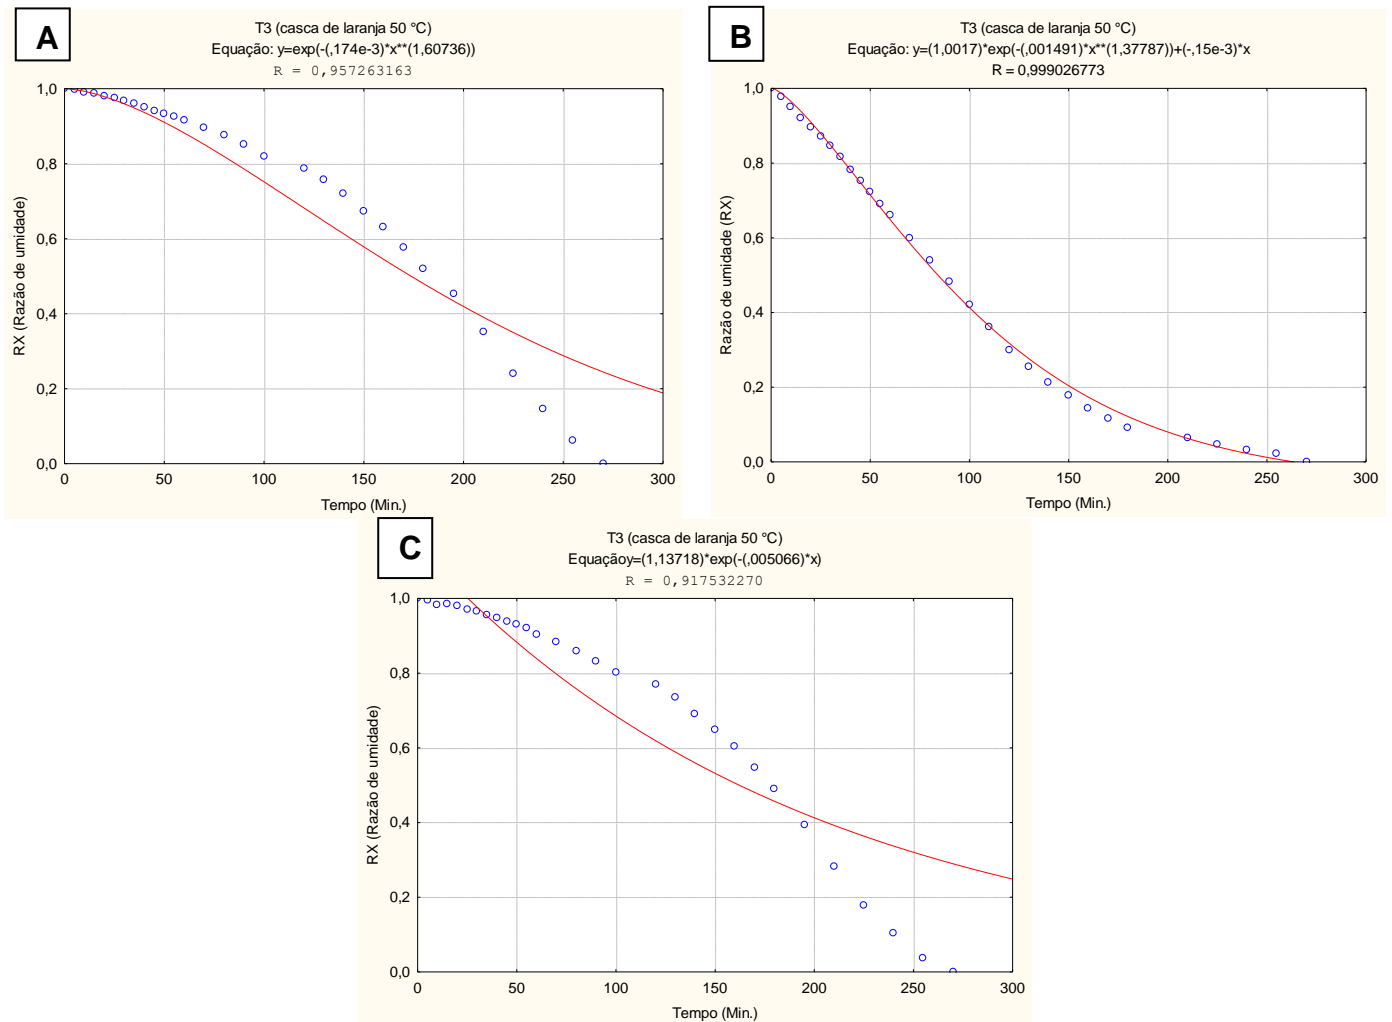 A
T3 (casca de laranja 50 °C)
Equação: y=exp(-(,174e-3)*x**(1,60736))
R = 0,957263163
1,0
0,8
0,6
0,4
0,2
0,0
RX (Razão de umidade)
0 50 100 150 200 250 300
Tempo (Min.)
B
T3 (casca de laranja 50 °C)
Equação: y=(1,0017)*exp(-(,001491)*x**(1,37787))+(-,15e-3)*x
R = 0,999026773
1,0
0,8
0,6
0,4
0,2
0,0
Razão de umidade (RX)
0 50 100 150 200 250 300
Tempo (Min.)
C
T3 (casca de laranja 50 °C)
Equaçãoy=(1,13718)*exp(-(,005066)*x)
R = 0,917532270
1,0
0,8
0,6
0,4
0,2
0,0
RX (Razão de umidade)
0 50 100 150 200 250 300
Tempo (Min.)